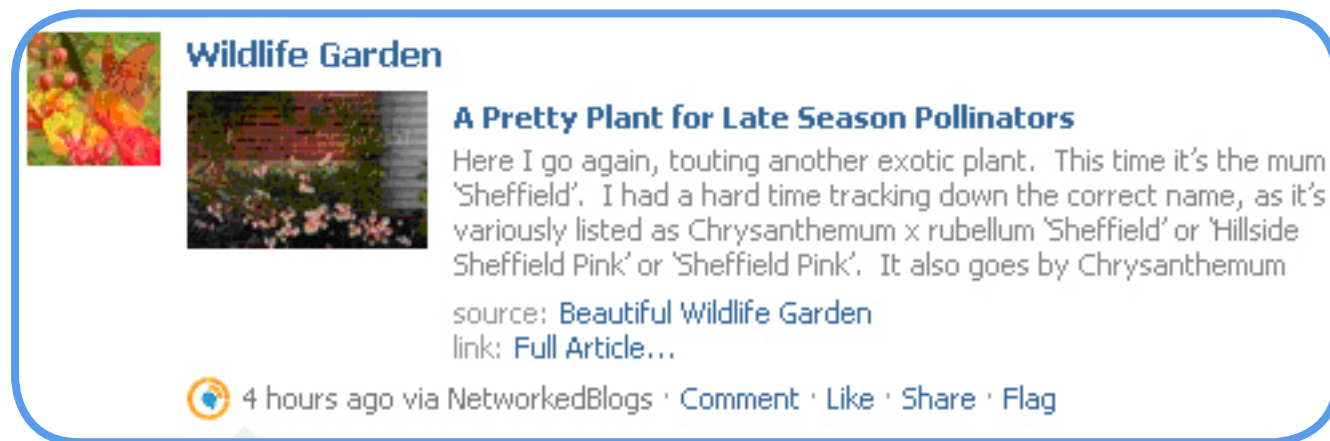 Wildlife Garden
A Pretty Plant for Late Season Pollinators
Here I go again, touting another exotic plant.  This time it's the mum
'Sheffield'.  I had a hard time tracking down the correct name, as it's
variously listed as Chrysanthemum x rubellum 'Sheffield' or 'Hillside
Sheffield Pink' or 'Sheffield Pink'.  It also goes by Chrysanthemum
source: Beautiful Wildlife Garden
link: Full Article...
4 hours ago via NetworkedBlogs · Comment · Like · Share · Flag